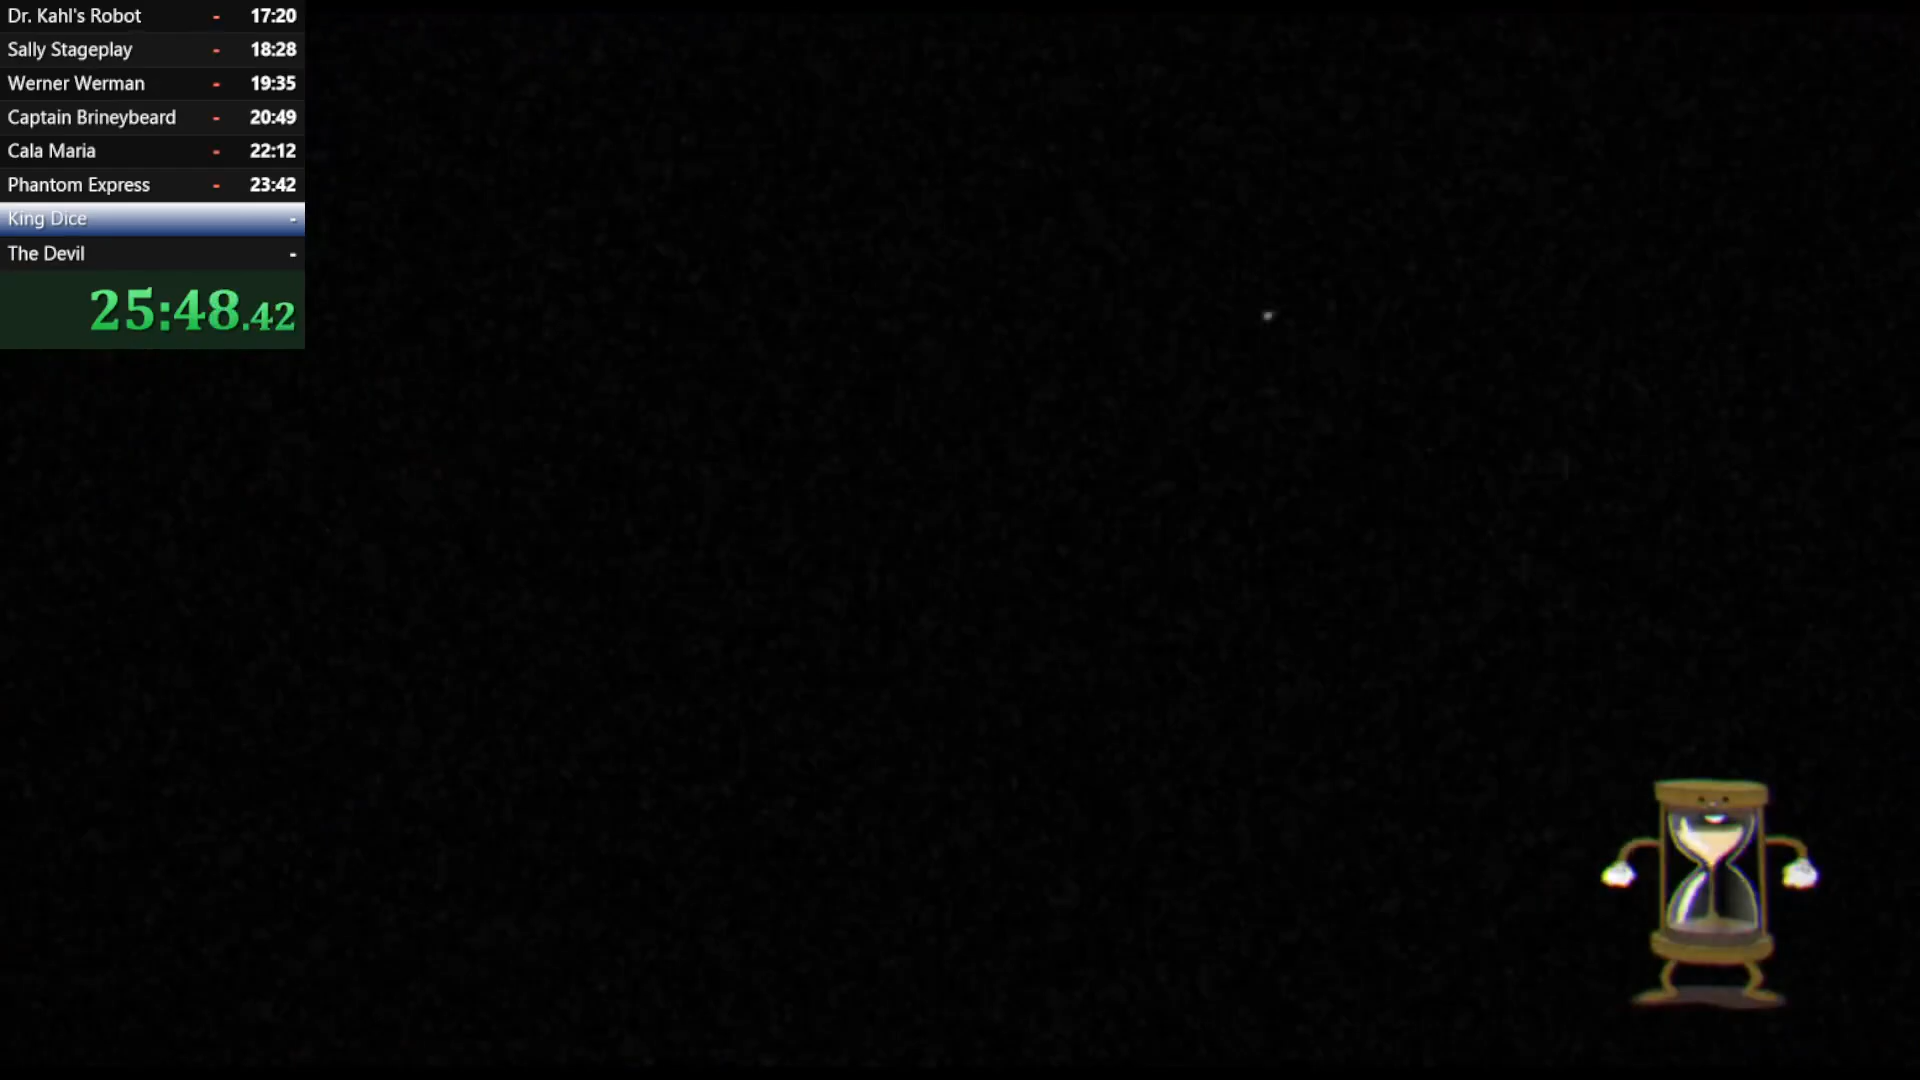 Dr. Kahl's Robot - 17:20
Sally Stageplay - 18:28
Werner Werman - 19:35
Captain Brineybeard - 20:49
Cala Maria - 22:12
Phantom Express - 23:42
King Dice -
The Devil -
25:48.42